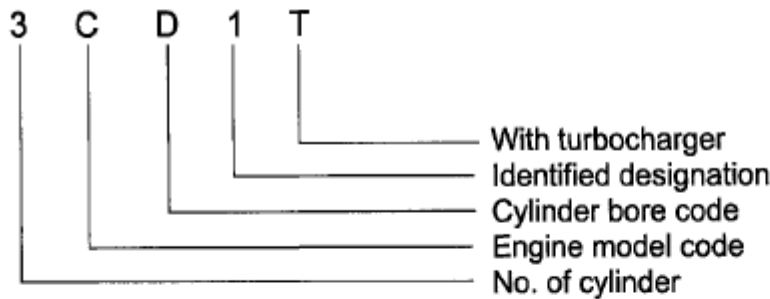 3 C D 1 T
With turbocharger
Identified designation
Cylinder bore code
Engine model code
No. of cylinder